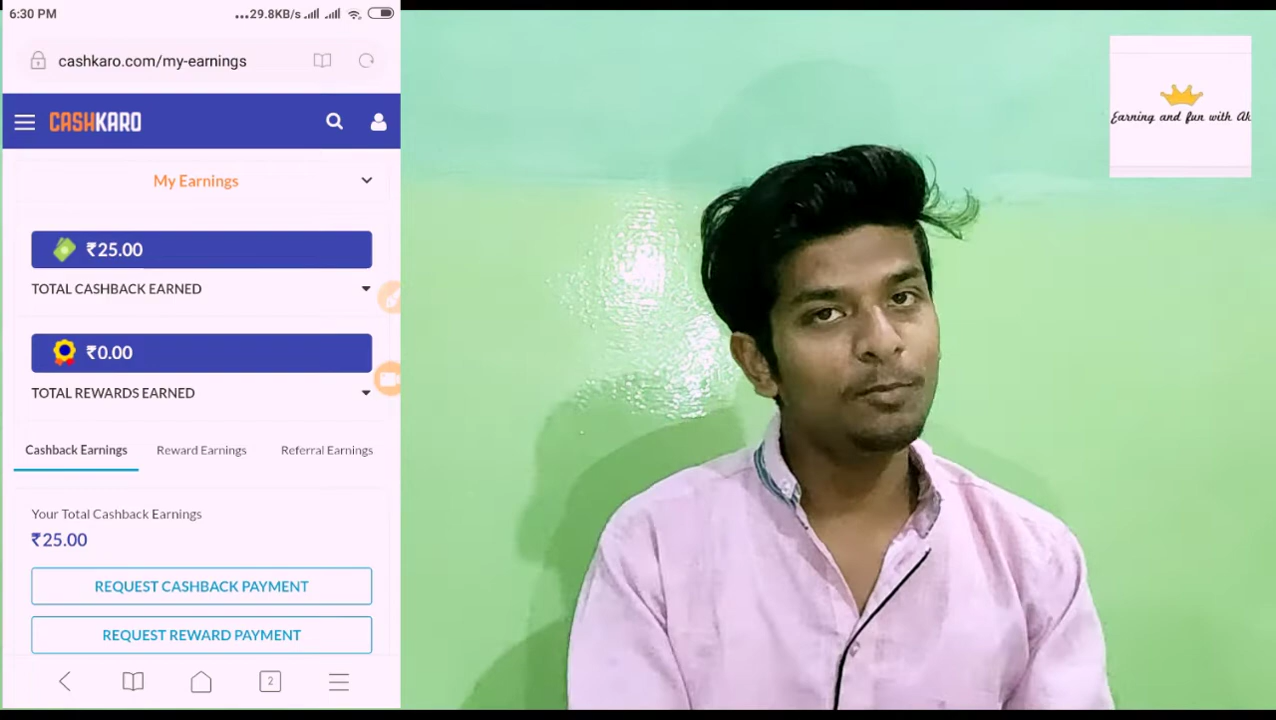 6:30 PM
...29.8KB/s
cashkaro.com/my-earnings
CASHKARO
My Earnings
₹25.00
TOTAL CASHBACK EARNED
₹0.00
TOTAL REWARDS EARNED
Cashback Earnings
Reward Earnings
Referral Earnings
Your Total Cashback Earnings
₹25.00
REQUEST CASHBACK PAYMENT
REQUEST REWARD PAYMENT
2
Earning and fun with